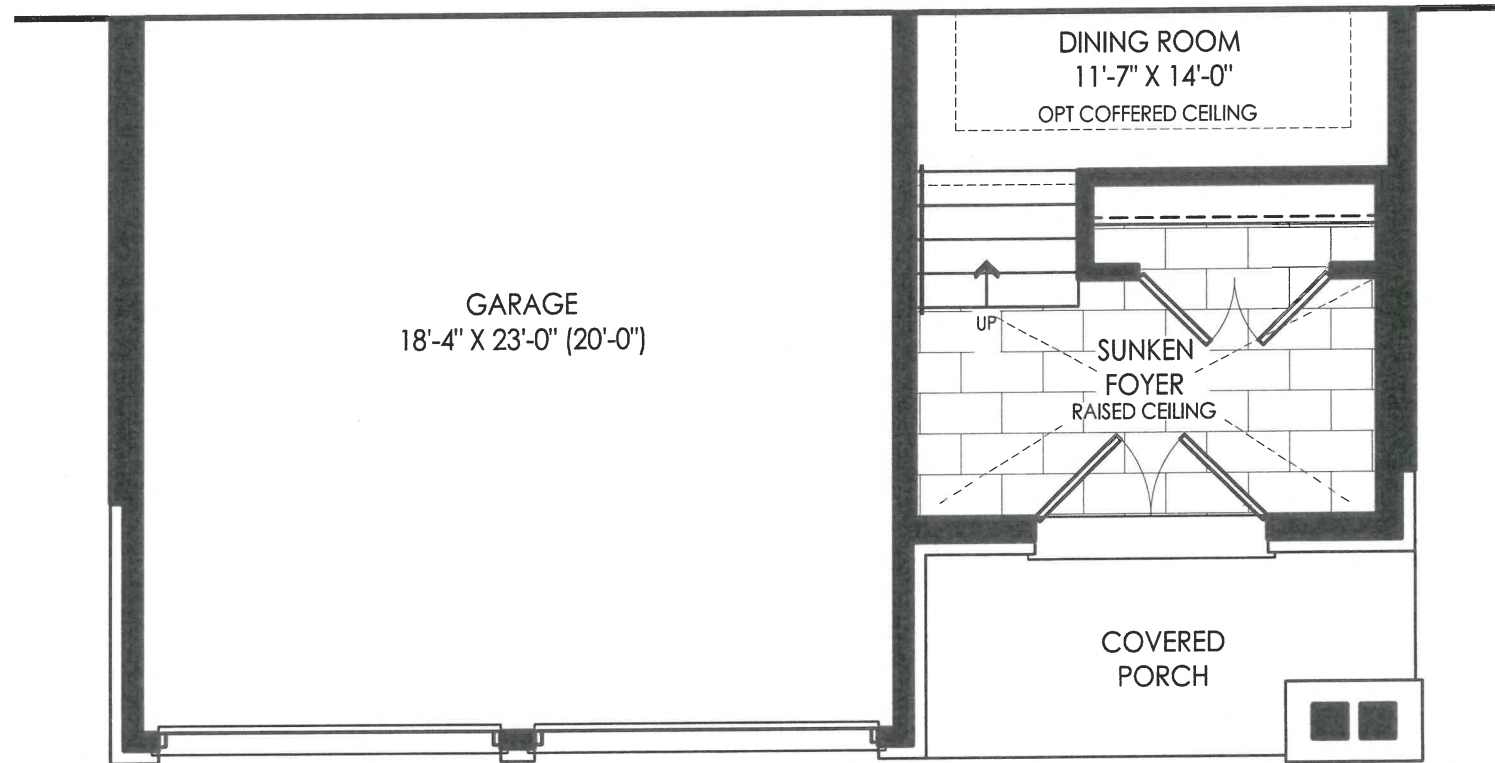 DINING ROOM
11'-7" X 14'-0"
OPT COFFERED CEILING
GARAGE
18'-4" X 23'-0" (20'-0")
UP
SUNKEN
FOYER
RAISED CEILING
COVERED
PORCH